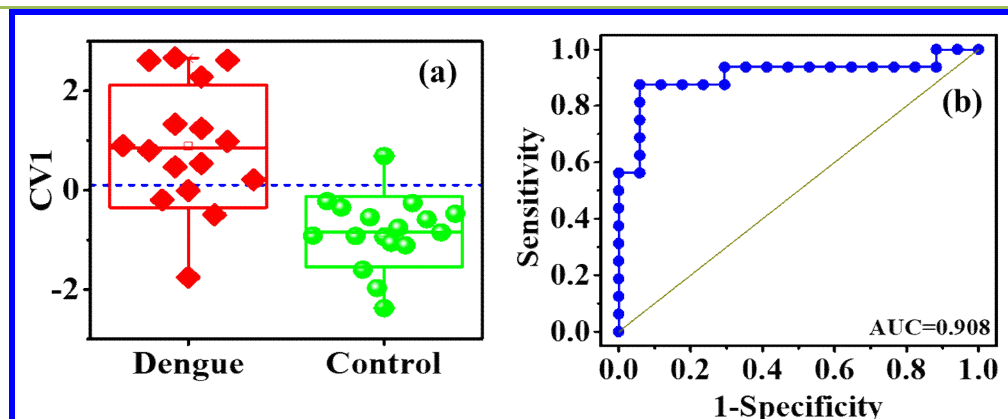 (a)
CV1
2
0
-2
Dengue Control
(b)
Sensitivity
1.0
0.8
0.6
0.4
0.2
0.0
AUC=0.908
0.0 0.2 0.4 0.6 0.8 1.0
1-Specificity